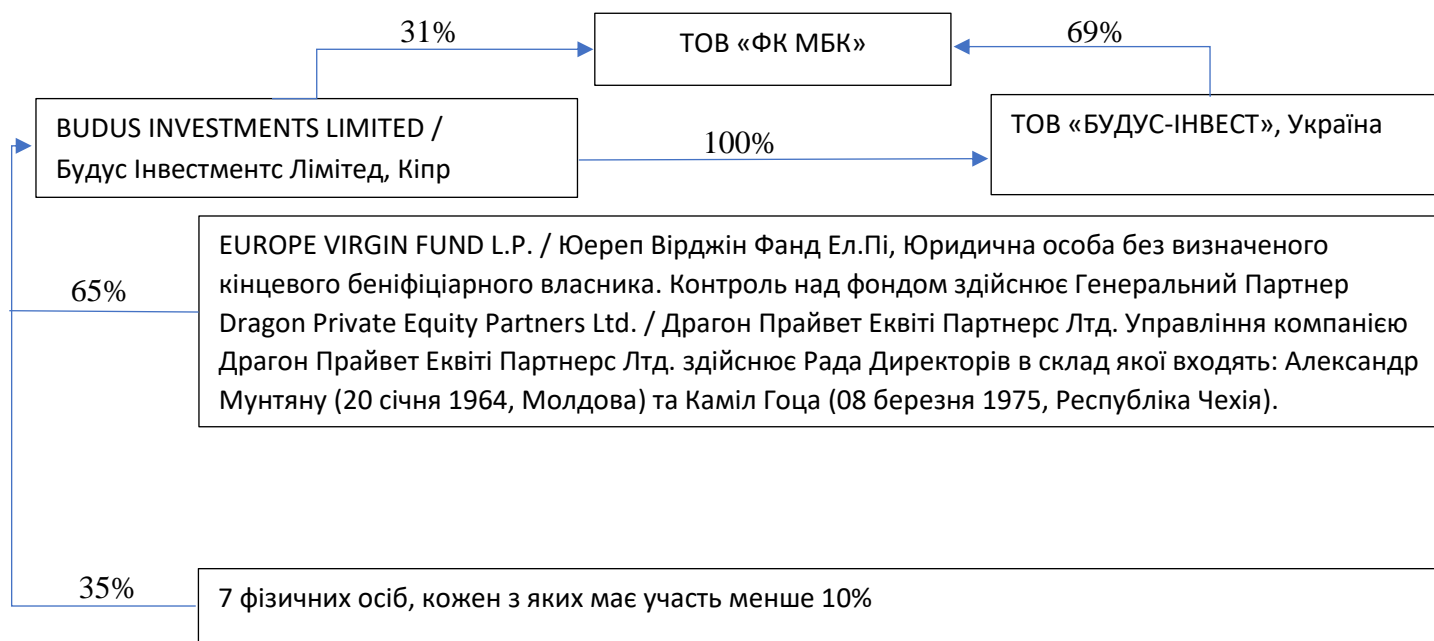 31%
ТОВ «ФК МБК»
69%
BUDUS INVESTMENTS LIMITED /
Будус Інвестментс Лімітед, Кіпр
100%
ТОВ «БУДУС-ІНВЕСТ», Україна
65%
EUROPE VIRGIN FUND L.P. / Юереп Вірджін Фанд Ел.Пі, Юридична особа без визначеного
кінцевого беніфіціарного власника. Контроль над фондом здійснює Генеральний Партнер
Dragon Private Equity Partners Ltd. / Драгон Прайвет Еквіті Партнерс Лтд. Управління компанією
Драгон Прайвет Еквіті Партнерс Лтд. здійснює Рада Директорів в склад якої входять: Александр
Мунтяну (20 січня 1964, Молдова) та Каміл Гоца (08 березня 1975, Республіка Чехія).
35%
7 фізичних осіб, кожен з яких має участь менше 10%